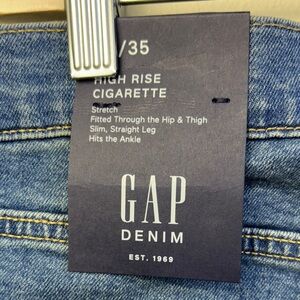 /35
HIGH RISE
CIGARETTE
Stretch
Fitted Through the Hip & Thigh
Slim, Straight Leg
Hits the Ankle
GAP
DENIM
EST. 1969